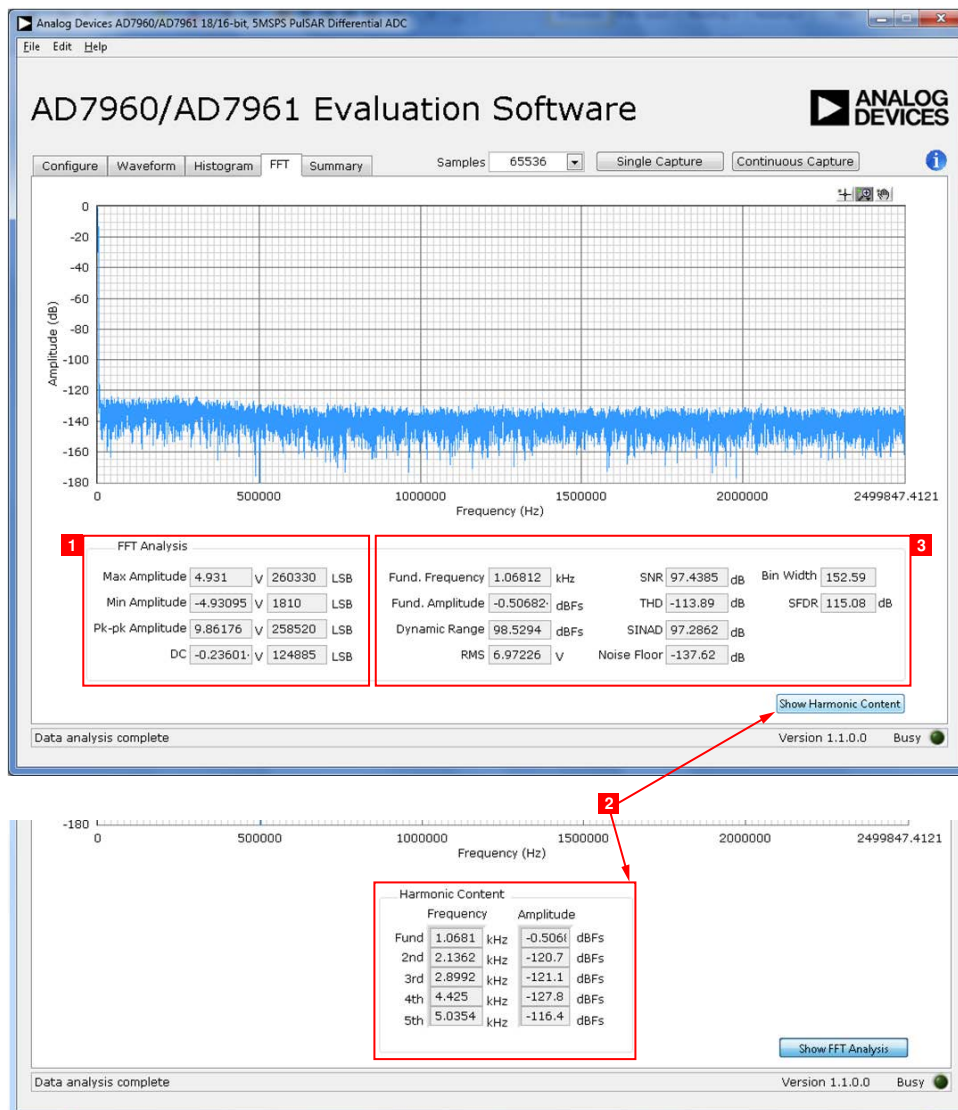 Analog Devices AD7960/AD7961 18/16-bit, 5MSPS PulSAR Differential ADC
File Edit Help
AD7960/AD7961 Evaluation Software
ANALOG DEVICES
Configure Waveform Histogram FFT Summary Samples 65536 Single Capture Continuous Capture i
0
-20
-40
-60
-80
-100
-120
-140
-160
-180
Amplitude (dB)
0 500000 1000000 1500000 2000000 2499847.4121
Frequency (Hz)
1 FFT Analysis 3
Max Amplitude 4.931 V 260330 LSB Fund. Frequency 1.06812 kHz SNR 97.4385 dB Bin Width 152.59
Min Amplitude -4.93095 V 1810 LSB Fund. Amplitude -0.50682 dBFs THD -113.89 dB SFDR 115.08 dB
Pk-pk Amplitude 9.86176 V 258520 LSB Dynamic Range 98.5294 dBFs SINAD 97.2862 dB
DC -0.23601 V 124885 LSB RMS 6.97226 V Noise Floor -137.62 dB
Show Harmonic Content
Data analysis complete Version 1.1.0.0 Busy
2
-180
0 500000 1000000 1500000 2000000 2499847.4121
Frequency (Hz)
Harmonic Content
Frequency Amplitude
Fund 1.0681 kHz -0.506 dBFs
2nd 2.1362 kHz -120.7 dBFs
3rd 2.8992 kHz -121.1 dBFs
4th 4.425 kHz -127.8 dBFs
5th 5.0354 kHz -116.4 dBFs
Show FFT Analysis
Data analysis complete Version 1.1.0.0 Busy